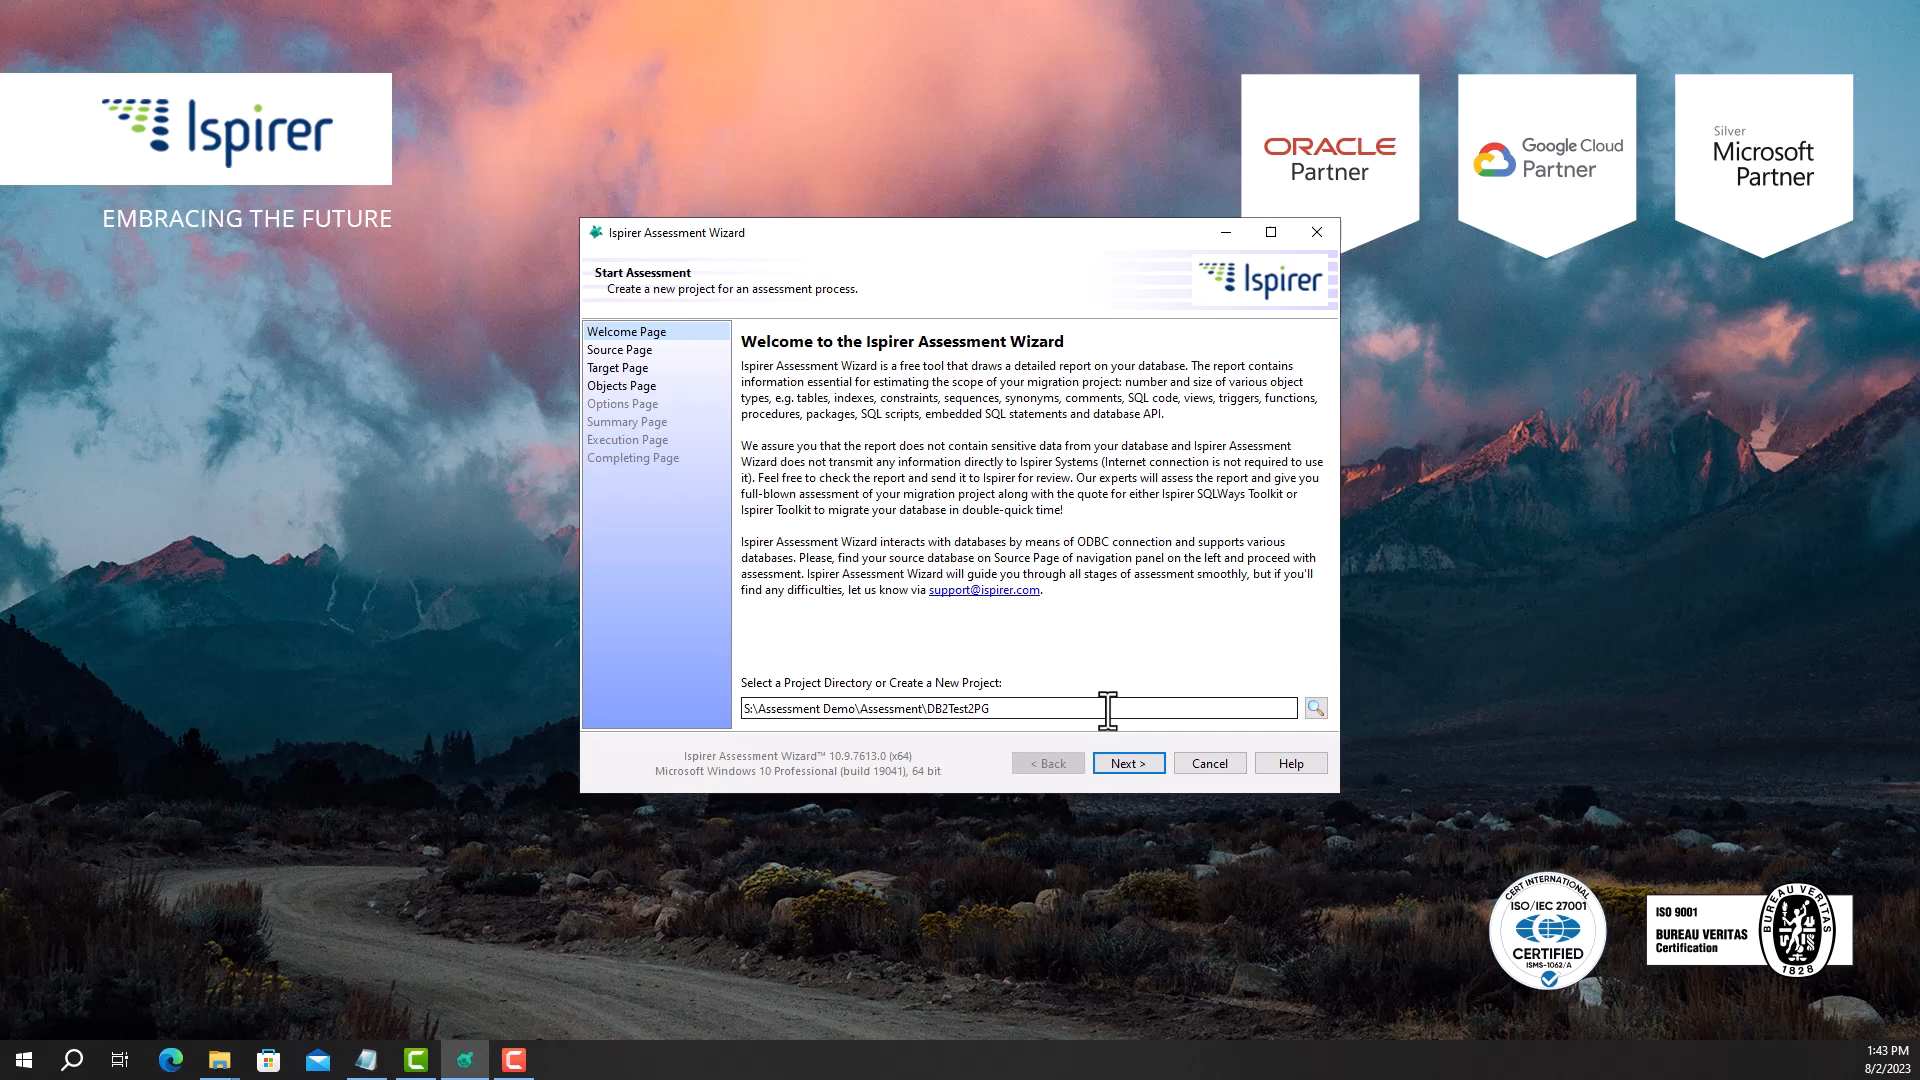 Ispirer
EMBRACING THE FUTURE
ORACLE
Partner
Google Cloud
Partner
Silver
Microsoft
Partner
Ispirer Assessment Wizard
Start Assessment
Create a new project for an assessment process.
Ispirer
Welcome Page
Source Page
Target Page
Objects Page
Options Page
Summary Page
Execution Page
Completing Page
Welcome to the Ispirer Assessment Wizard
Ispirer Assessment Wizard is a free tool that draws a detailed report on your database. The report contains
information essential for estimating the scope of your migration project: number and size of various object
types, e.g. tables, indexes, constraints, sequences, synonyms, comments, SQL code, views, triggers, functions,
procedures, packages, SQL scripts, embedded SQL statements and database API.
We assure you that the report does not contain sensitive data from your database and Ispirer Assessment
Wizard does not transmit any information directly to Ispirer Systems (Internet connection is not required to use
it). Feel free to check the report and send it to Ispirer for review. Our experts will assess the report and give you
full-blown assessment of your migration project along with the quote for either Ispirer SQLWays Toolkit or
Ispirer Toolkit to migrate your database in double-quick time!
Ispirer Assessment Wizard interacts with databases by means of ODBC connection and supports various
databases. Please, find your source database on Source Page of navigation panel on the left and proceed with
assessment. Ispirer Assessment Wizard will guide you through all stages of assessment smoothly, but if you'll
find any difficulties, let us know via support@ispirer.com.
Select a Project Directory or Create a New Project:
S:\Assessment Demo\Assessment\DB2Test2PG
Ispirer Assessment Wizard™ 10.9.7613.0 (x64)
Microsoft Windows 10 Professional (build 19041), 64 bit
< Back
Next >
Cancel
Help
CERT INTERNATIONAL
ISO/IEC 27001
CERTIFIED
ISMS-1062/A
ISO 9001
BUREAU VERITAS
Certification
BUREAU VERITAS
1828
1:43 PM
8/2/2023